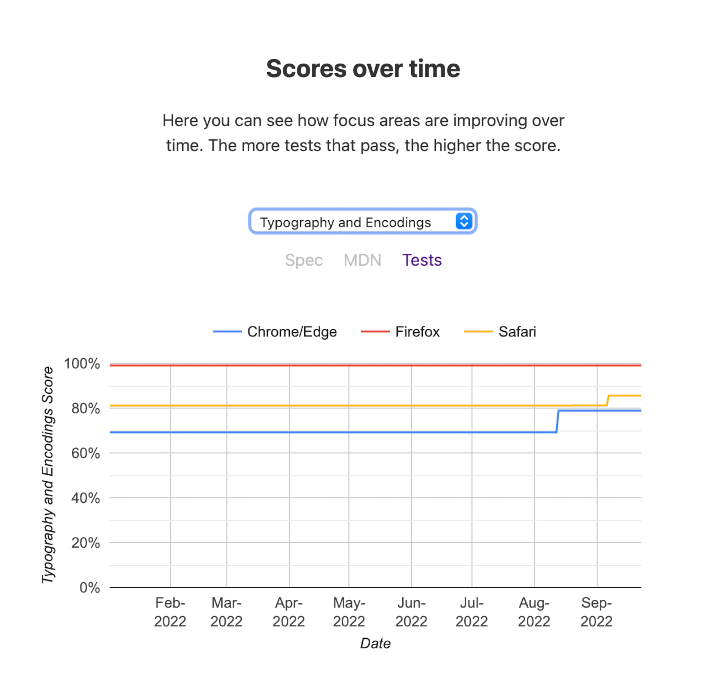 Scores over time
Here you can see how focus areas are improving over
time. The more tests that pass, the higher the score.
Typography and Encodings
Spec MDN Tests
Chrome/Edge Firefox Safari
Typography and Encodings Score
100%
80%
60%
40%
20%
0%
Feb- Mar- Apr- May- Jun- Jul- Aug- Sep-
2022 2022 2022 2022 2022 2022 2022 2022
Date